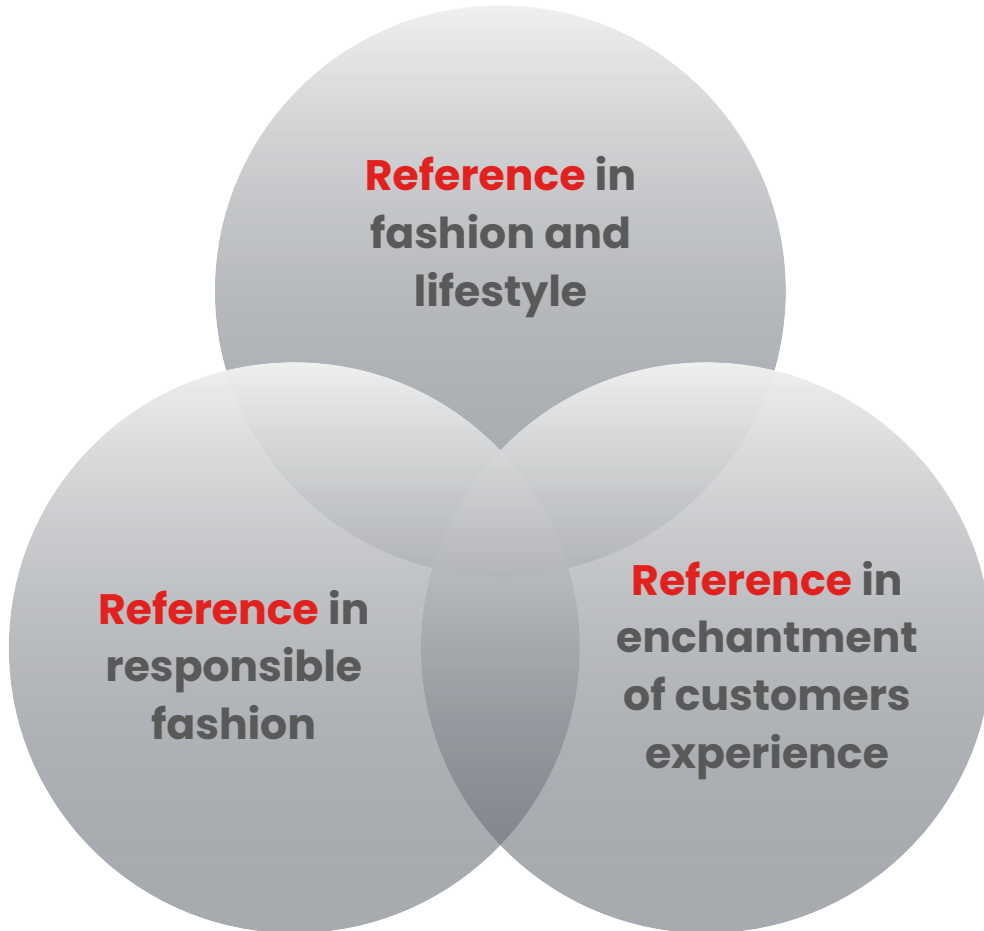 Reference in
fashion and
lifestyle
Reference in
responsible
fashion
Reference in
enchantment
of customers
experience